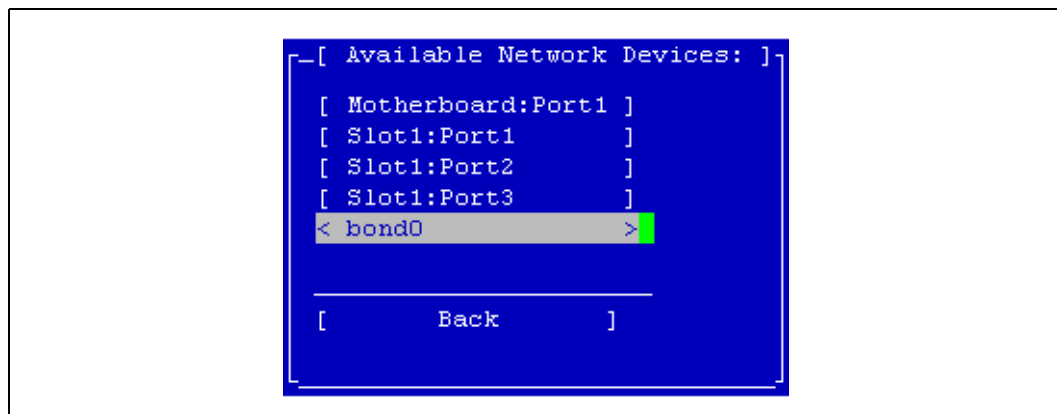 [ Available Network Devices: ]
[ Motherboard:Port1 ]
[ Slot1:Port1 ]
[ Slot1:Port2 ]
[ Slot1:Port3 ]
< bond0 >
[ Back ]